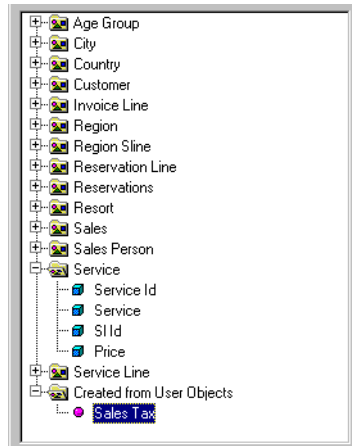 Age Group
City
Country
Customer
Invoice Line
Region
Region Sline
Reservation Line
Reservations
Resort
Sales
Sales Person
Service
Service Id
Service
Sl Id
Price
Service Line
Created from User Objects
Sales Tax